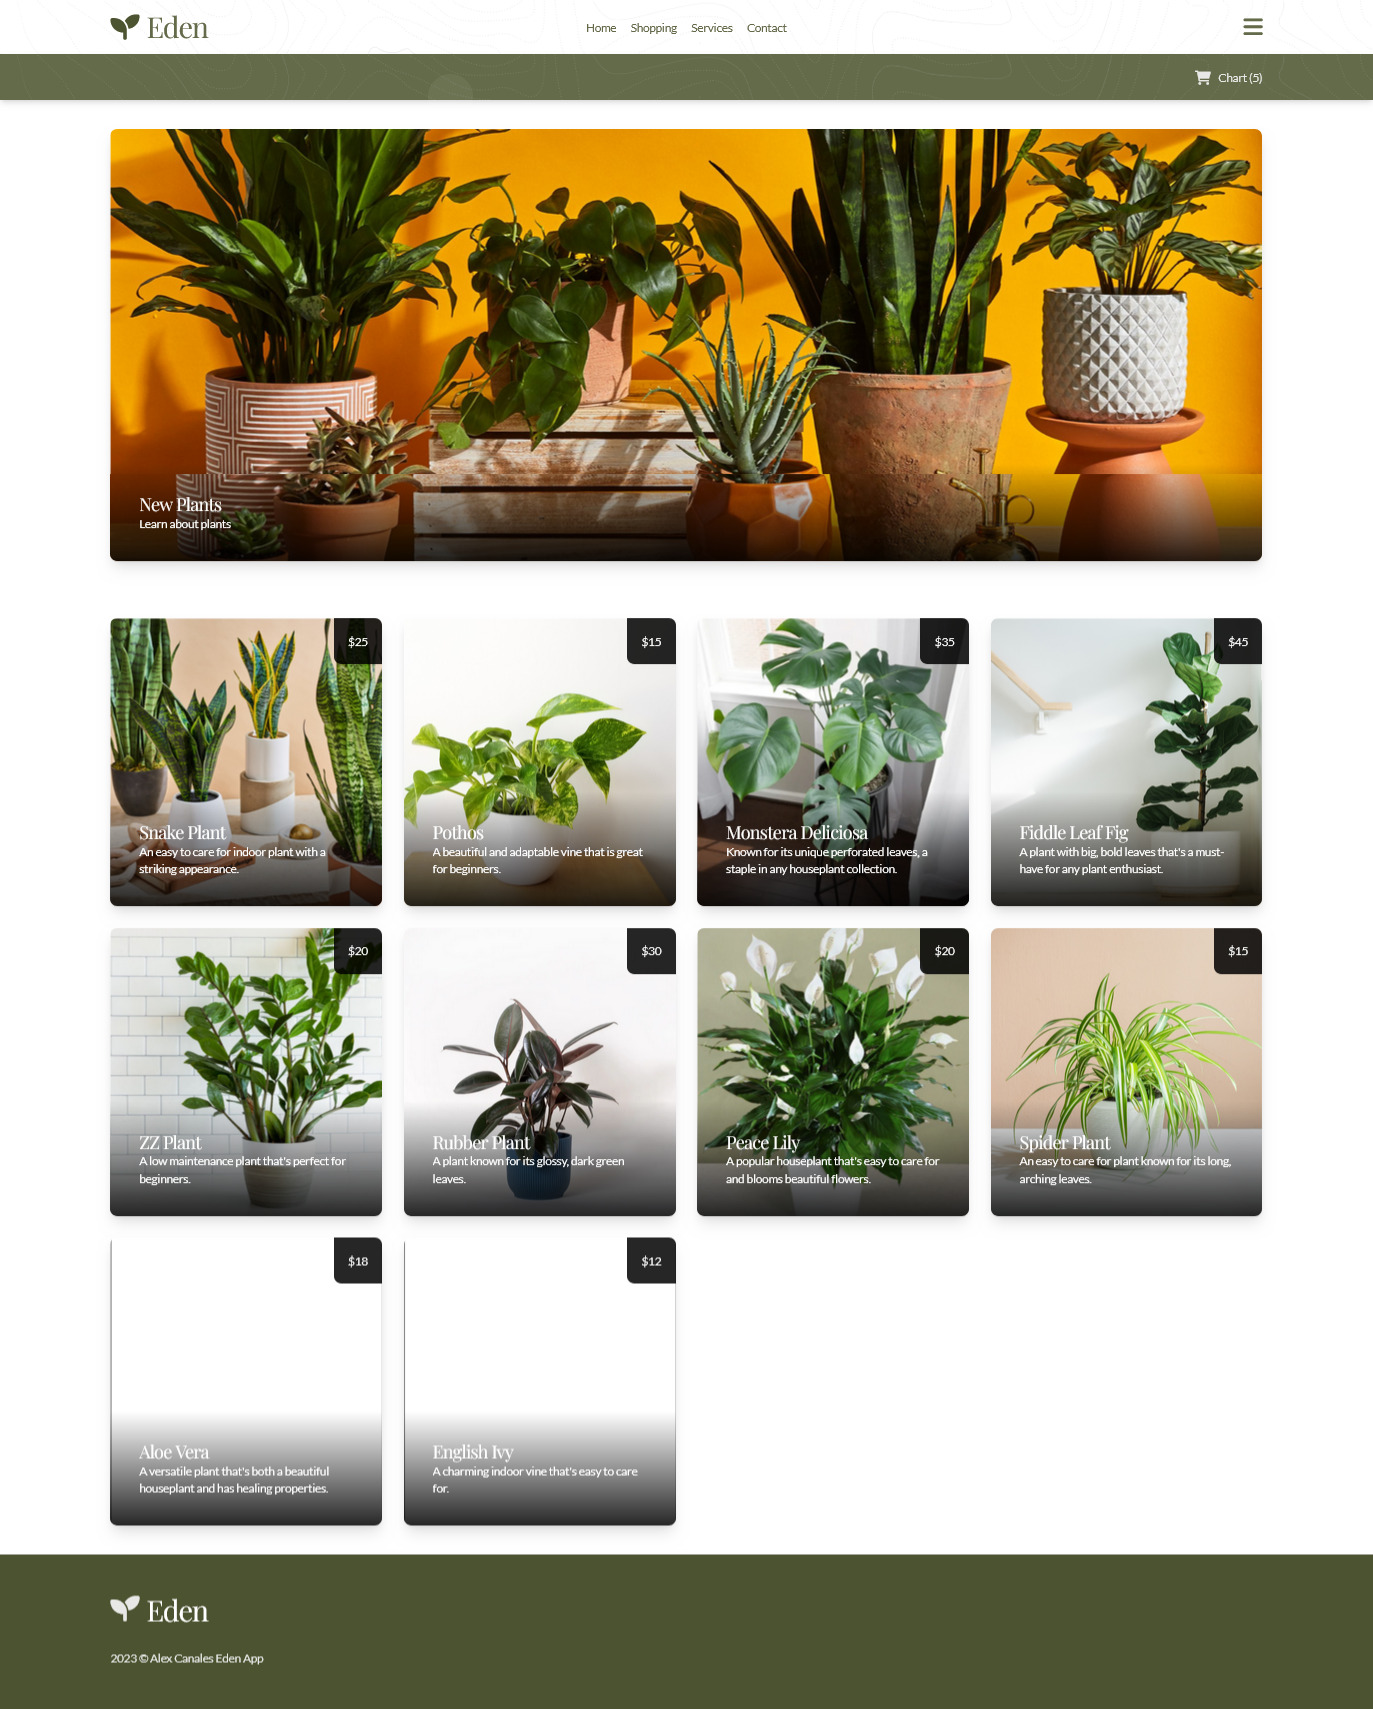 Eden
Home Shopping Services Contact
Chart (5)
New Plants
Learn about plants
$25
Snake Plant
An easy to care for indoor plant with a
striking appearance.
$15
Pothos
A beautiful and adaptable vine that is great
for beginners.
$35
Monstera Deliciosa
Known for its unique perforated leaves, a
staple in any houseplant collection.
$45
Fiddle Leaf Fig
A plant with big, bold leaves that's a must-
have for any plant enthusiast.
$20
ZZ Plant
A low maintenance plant that's perfect for
beginners.
$30
Rubber Plant
A plant known for its glossy, dark green
leaves.
$20
Peace Lily
A popular houseplant that's easy to care for
and blooms beautiful flowers.
$15
Spider Plant
An easy to care for plant known for its long,
arching leaves.
$18
Aloe Vera
A versatile plant that's both a beautiful
houseplant and has healing properties.
$12
English Ivy
A charming indoor vine that's easy to care
for.
Eden
2023 © Alex Canales Eden App